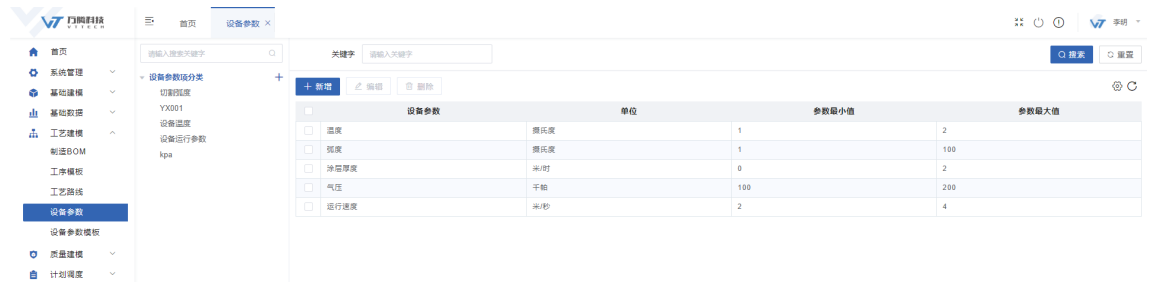 万腾科技
VTTECH
首页
设备参数 ×
李明
首页
系统管理
基础建模
基础数据
工艺建模
制造BOM
工序模板
工艺路线
设备参数
设备参数模板
质量建模
计划调度
请输入搜索关键字
设备参数项分类 +
切割弧度
YX001
设备温度
设备运行参数
kpa
关键字 请输入关键字 搜索 重置
+ 新增 编辑 删除
设备参数 单位 参数最小值 参数最大值
温度 摄氏度 1 2
弧度 摄氏度 1 100
涂层厚度 米/时 0 2
气压 千帕 100 200
运行速度 米/秒 2 4